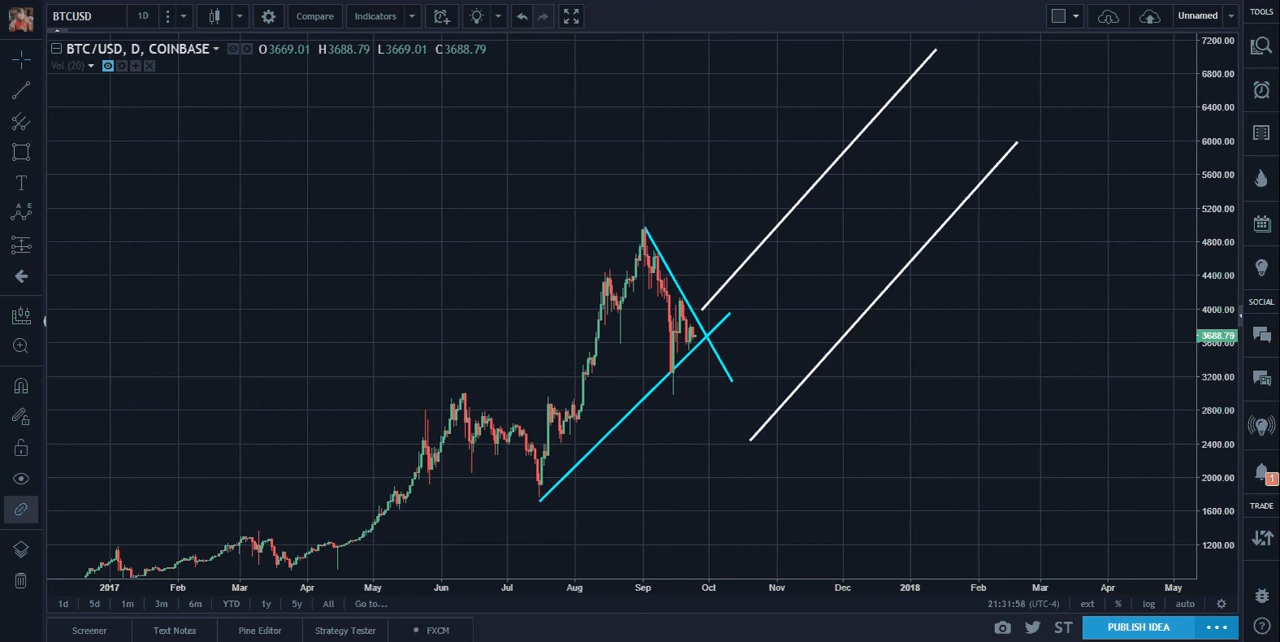 BTCUSD 1D Compare Indicators Unnamed TOOLS
BTC/USD, D, COINBASE O3669.01 H3688.79 L3669.01 C3688.79
Vol (20)
7200.00
6800.00
6400.00
6000.00
5600.00
5200.00
4800.00
4400.00
4000.00
3688.79
3600.00
3200.00
2800.00
2400.00
2000.00
1600.00
1200.00
A E
SOCIAL
1
TRADE
2017 Feb Mar Apr May Jun Jul Aug Sep Oct Nov Dec 2018 Feb Mar Apr May
1d 5d 1m 3m 6m YTD 1y 5y All Go to... 21:31:58 (UTC-4) ext % log auto
Screener Text Notes Pine Editor Strategy Tester FXCM ST PUBLISH IDEA